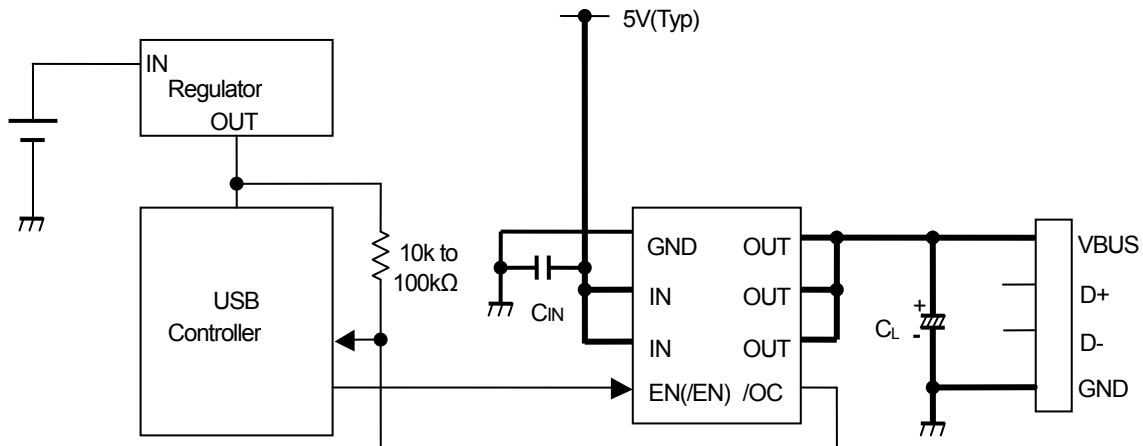 5V(Typ)
IN
Regulator
OUT
10k to
100kΩ
USB
Controller
CIN
GND OUT
IN OUT
IN OUT
EN(/EN) /OC
+
CL
-
VBUS
D+
D-
GND